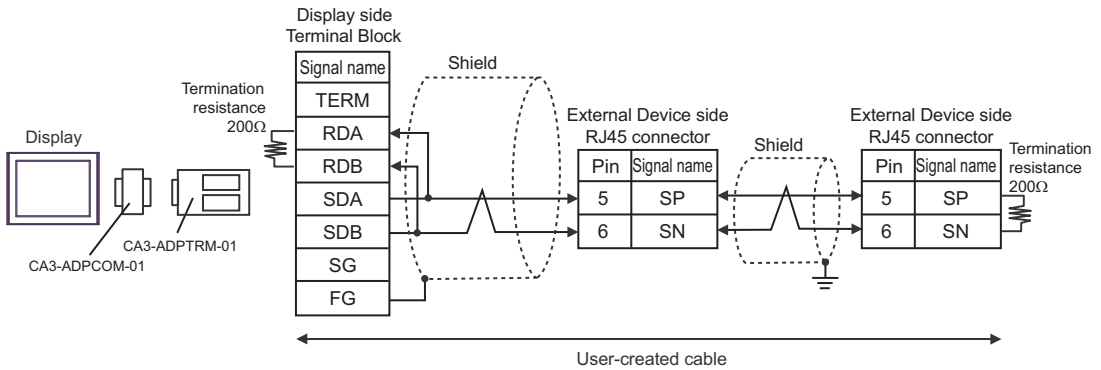 Display side
Terminal Block
Signal name
TERM
RDA
RDB
SDA
SDB
SG
FG
Termination
resistance
200Ω
Display
CA3-ADPTRM-01
CA3-ADPCOM-01
Shield
External Device side
RJ45 connector
Pin Signal name
5 SP
6 SN
Shield
External Device side
RJ45 connector
Pin Signal name
5 SP
6 SN
Termination
resistance
200Ω
User-created cable